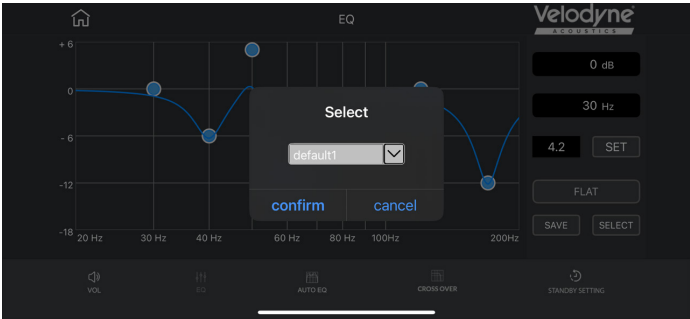 EQ
Velodyne
ACOUSTICS
+ 6
0
- 6
-12
-18
20 Hz 30 Hz 40 Hz 60 Hz 80 Hz 100Hz 200Hz
0 dB
30 Hz
4.2 SET
FLAT
SAVE SELECT
Select
default1
confirm cancel
VOL EQ AUTO EQ CROSS OVER STANDBY SETTING